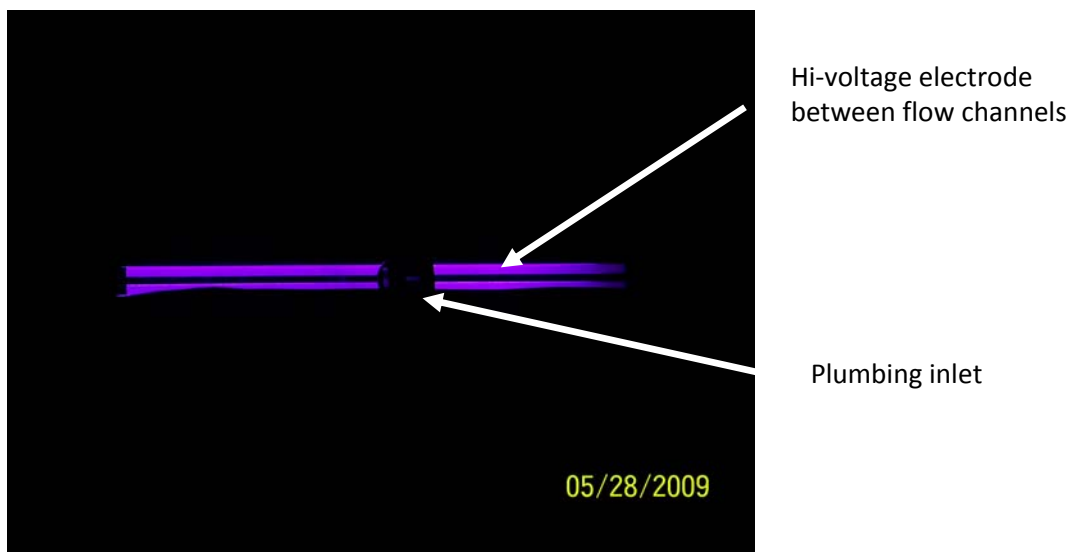 Hi-voltage electrode
between flow channels
Plumbing inlet
05/28/2009